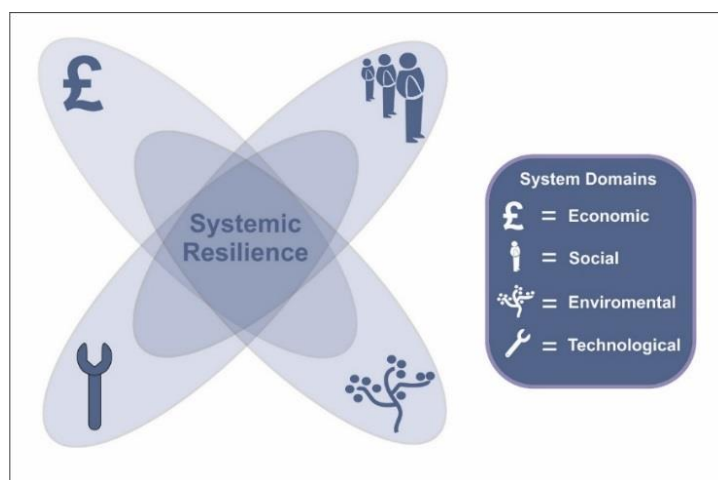 £
Systemic
Resilience
System Domains
£ = Economic
= Social
= Enviromental
= Technological